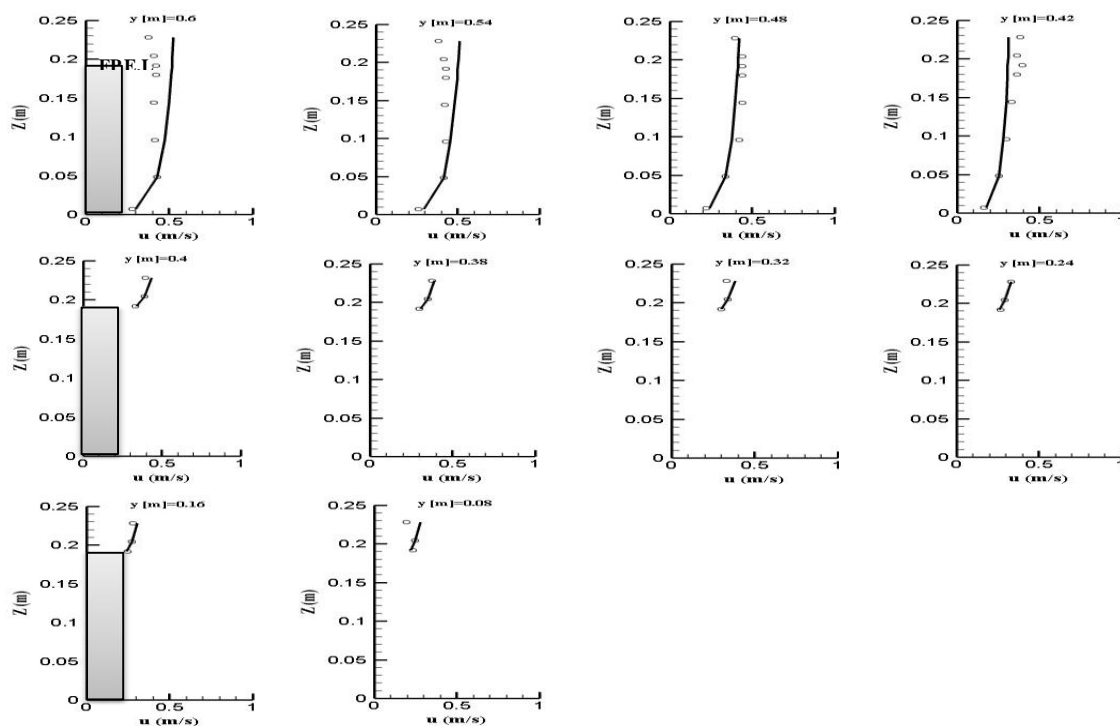 y [m]=0.6
0.25
0.2
0.15
0.1
0.05
0
Z(m)
0 0.5 1
u (m/s)
y [m]=0.54
0.25
0.2
0.15
0.1
0.05
0
Z(m)
0 0.5 1
u (m/s)
y [m]=0.48
0.25
0.2
0.15
0.1
0.05
0
Z(m)
0 0.5 1
u (m/s)
y [m]=0.42
0.25
0.2
0.15
0.1
0.05
0
Z(m)
0 0.5 1
u (m/s)
y [m]=0.4
0.25
0.2
0.15
0.1
0.05
0
Z(m)
0 0.5 1
u (m/s)
y [m]=0.38
0.25
0.2
0.15
0.1
0.05
0
Z(m)
0 0.5 1
u (m/s)
y [m]=0.32
0.25
0.2
0.15
0.1
0.05
0
Z(m)
0 0.5 1
u (m/s)
y [m]=0.24
0.25
0.2
0.15
0.1
0.05
0
Z(m)
0 0.5 1
u (m/s)
y [m]=0.16
0.25
0.2
0.15
0.1
0.05
0
Z(m)
0 0.5 1
u (m/s)
y [m]=0.08
0.25
0.2
0.15
0.1
0.05
0
Z(m)
0 0.5 1
u (m/s)